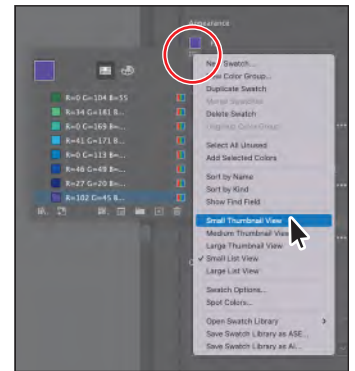 Appearance
New Swatch...
New Color Group...
Duplicate Swatch
Merge Swatches
Delete Swatch
Ungroup Color Group
Select All Unused
Add Selected Colors
Sort by Name
Sort by Kind
Show Find Field
Small Thumbnail View
Medium Thumbnail View
Large Thumbnail View
✓ Small List View
Large List View
Swatch Options...
Spot Colors...
Open Swatch Library
Save Swatch Library as ASE...
Save Swatch Library as AI...
R=0 G=104 B=55
R=34 G=181 B...
R=0 G=169 B=...
R=41 G=171 B...
R=0 G=113 B=...
R=46 G=49 B=...
R=27 G=20 B=...
R=102 G=45 B...